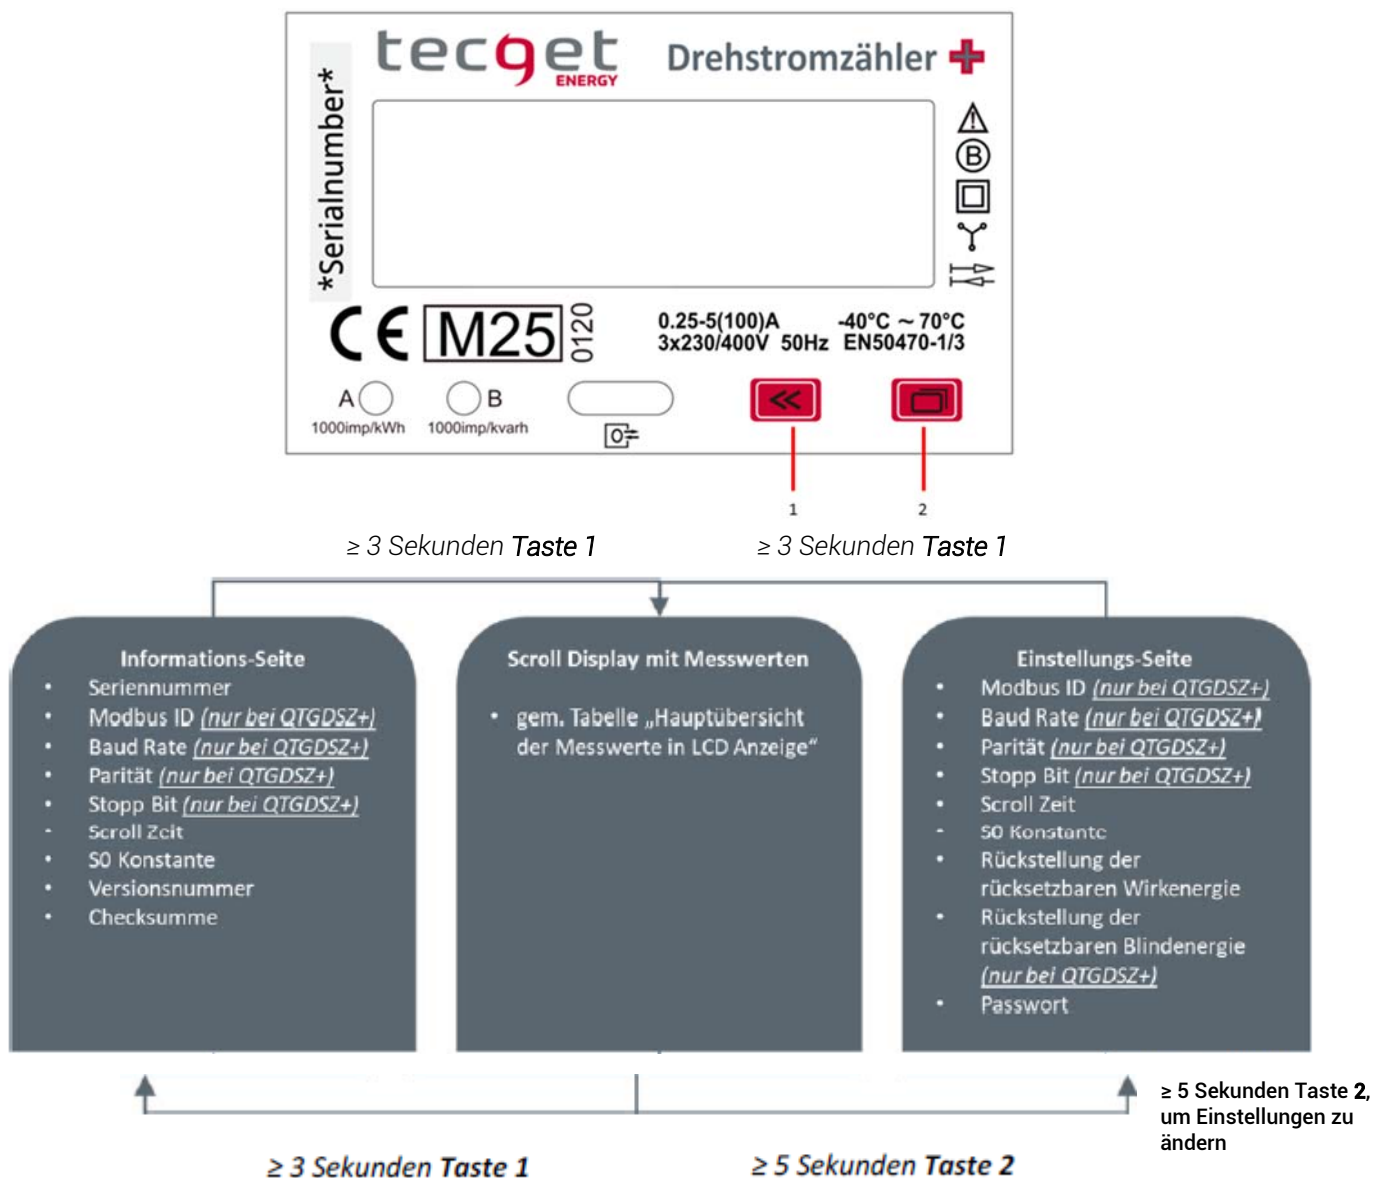 tecget
ENERGY
Drehstromzähler
*Serialnumber*
B
CE M25 0120
0.25-5(100)A -40°C ~ 70°C
3x230/400V 50Hz EN50470-1/3
A
B
1000imp/kWh
1000imp/kvarh
1
2
≥ 3 Sekunden Taste 1
≥ 3 Sekunden Taste 1
Informations-Seite
• Seriennummer
• Modbus ID (nur bei QTGDSZ+)
• Baud Rate (nur bei QTGDSZ+)
• Parität (nur bei QTGDSZ+)
• Stopp Bit (nur bei QTGDSZ+)
- Scroll Zeit
• S0 Konstante
• Versionsnummer
• Checksumme
Scroll Display mit Messwerten
• gem. Tabelle „Hauptübersicht
der Messwerte in LCD Anzeige“
Einstellungs-Seite
• Modbus ID (nur bei QTGDSZ+)
• Baud Rate (nur bei QTGDSZ+)
• Parität (nur bei QTGDSZ+)
• Stopp Bit (nur bei QTGDSZ+)
• Scroll Zeit
- S0 Konstante
• Rückstellung der
rücksetzbaren Wirkenergie
• Rückstellung der
rücksetzbaren Blindenergie
(nur bei QTGDSZ+)
• Passwort
≥ 5 Sekunden Taste 2,
um Einstellungen zu
ändern
≥ 3 Sekunden Taste 1
≥ 5 Sekunden Taste 2